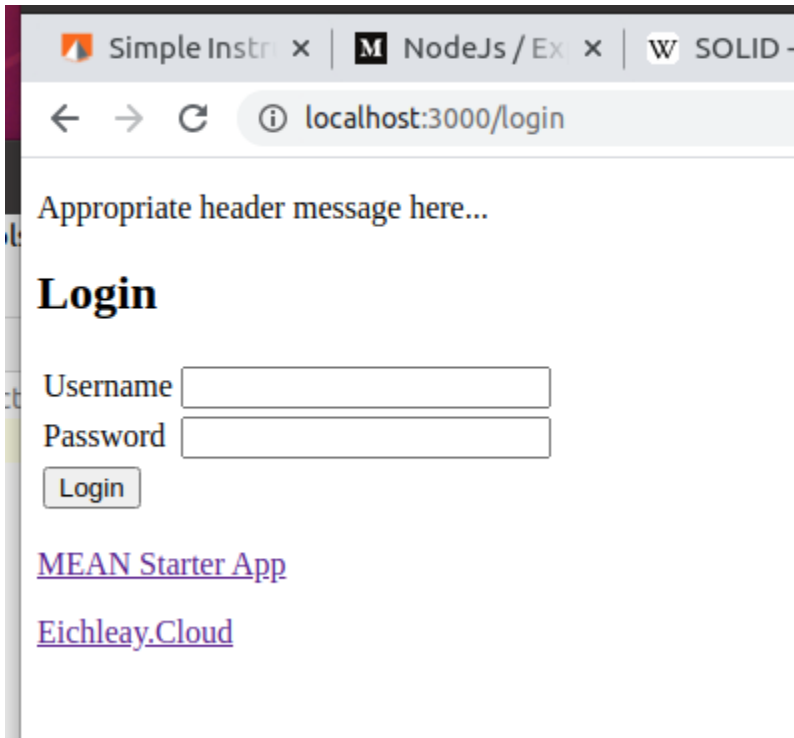 Simple Instr M NodeJs / Ex W SOLID -
localhost:3000/login
Appropriate header message here...
Login
Username
Password
Login
MEAN Starter App
Eichleay.Cloud